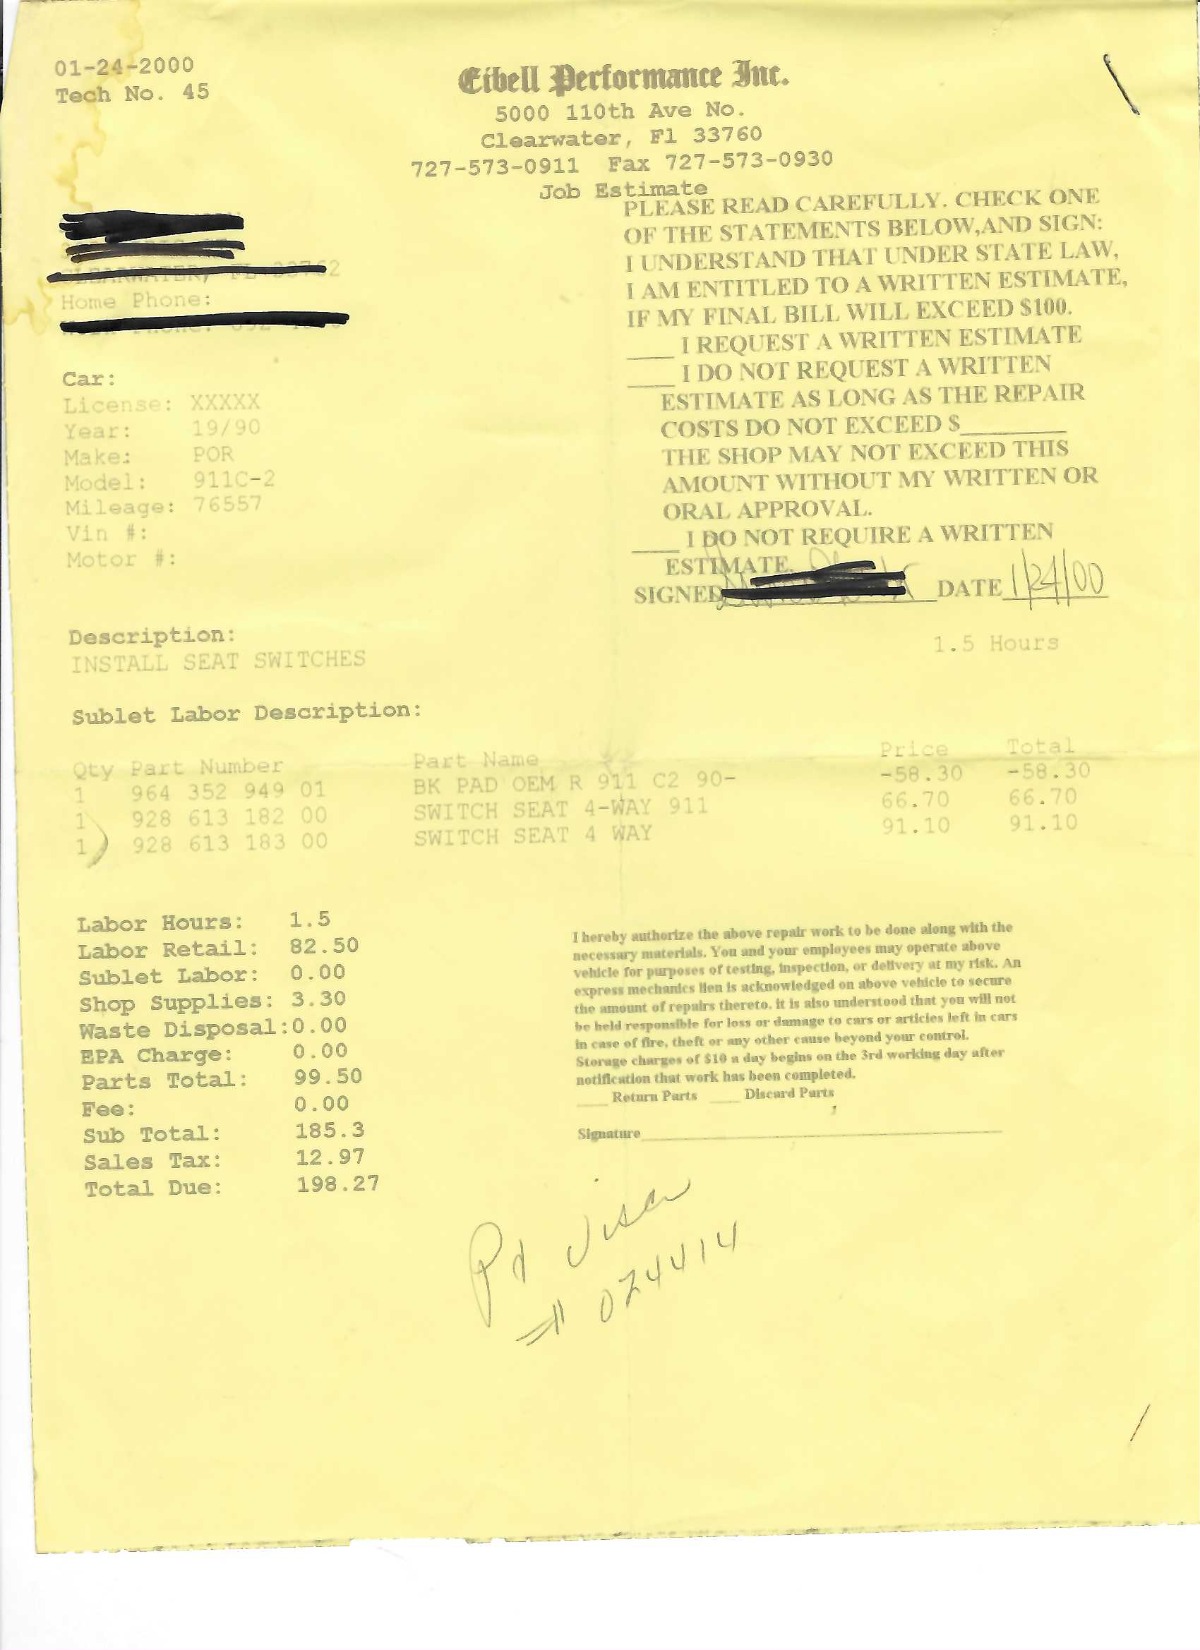 01-24-2000
Tech No. 45
Eibell Performance Inc.
5000 110th Ave No.
Clearwater, Fl 33760
727-573-0911 Fax 727-573-0930
Job Estimate
Home Phone:
PLEASE READ CAREFULLY. CHECK ONE
OF THE STATEMENTS BELOW,AND SIGN:
I UNDERSTAND THAT UNDER STATE LAW,
I AM ENTITLED TO A WRITTEN ESTIMATE,
IF MY FINAL BILL WILL EXCEED $100.
____ I REQUEST A WRITTEN ESTIMATE
____ I DO NOT REQUEST A WRITTEN
ESTIMATE AS LONG AS THE REPAIR
COSTS DO NOT EXCEED $________
THE SHOP MAY NOT EXCEED THIS
AMOUNT WITHOUT MY WRITTEN OR
ORAL APPROVAL.
____ I DO NOT REQUIRE A WRITTEN
ESTIMATE.
SIGNED DATE 1/24/00
Car:
License: XXXXX
Year: 19/90
Make: POR
Model: 911C-2
Mileage: 76557
Vin #:
Motor #:
Description:
INSTALL SEAT SWITCHES 1.5 Hours
Sublet Labor Description:
Qty Part Number Part Name Price Total
1 964 352 949 01 BK PAD OEM R 911 C2 90- -58.30 -58.30
1 928 613 182 00 SWITCH SEAT 4-WAY 911 66.70 66.70
1 928 613 183 00 SWITCH SEAT 4 WAY 91.10 91.10
Labor Hours: 1.5
Labor Retail: 82.50
Sublet Labor: 0.00
Shop Supplies: 3.30
Waste Disposal:0.00
EPA Charge: 0.00
Parts Total: 99.50
Fee: 0.00
Sub Total: 185.3
Sales Tax: 12.97
Total Due: 198.27
I hereby authorize the above repair work to be done along with the
necessary materials. You and your employees may operate above
vehicle for purposes of testing, inspection, or delivery at my risk. An
express mechanics lien is acknowledged on above vehicle to secure
the amount of repairs thereto. it is also understood that you will not
be held responsible for loss or damage to cars or articles left in cars
in case of fire, theft or any other cause beyond your control.
Storage charges of $10 a day begins on the 3rd working day after
notification that work has been completed.
____ Return Parts ____ Discard Parts
Signature
Pd Visa
# 024414